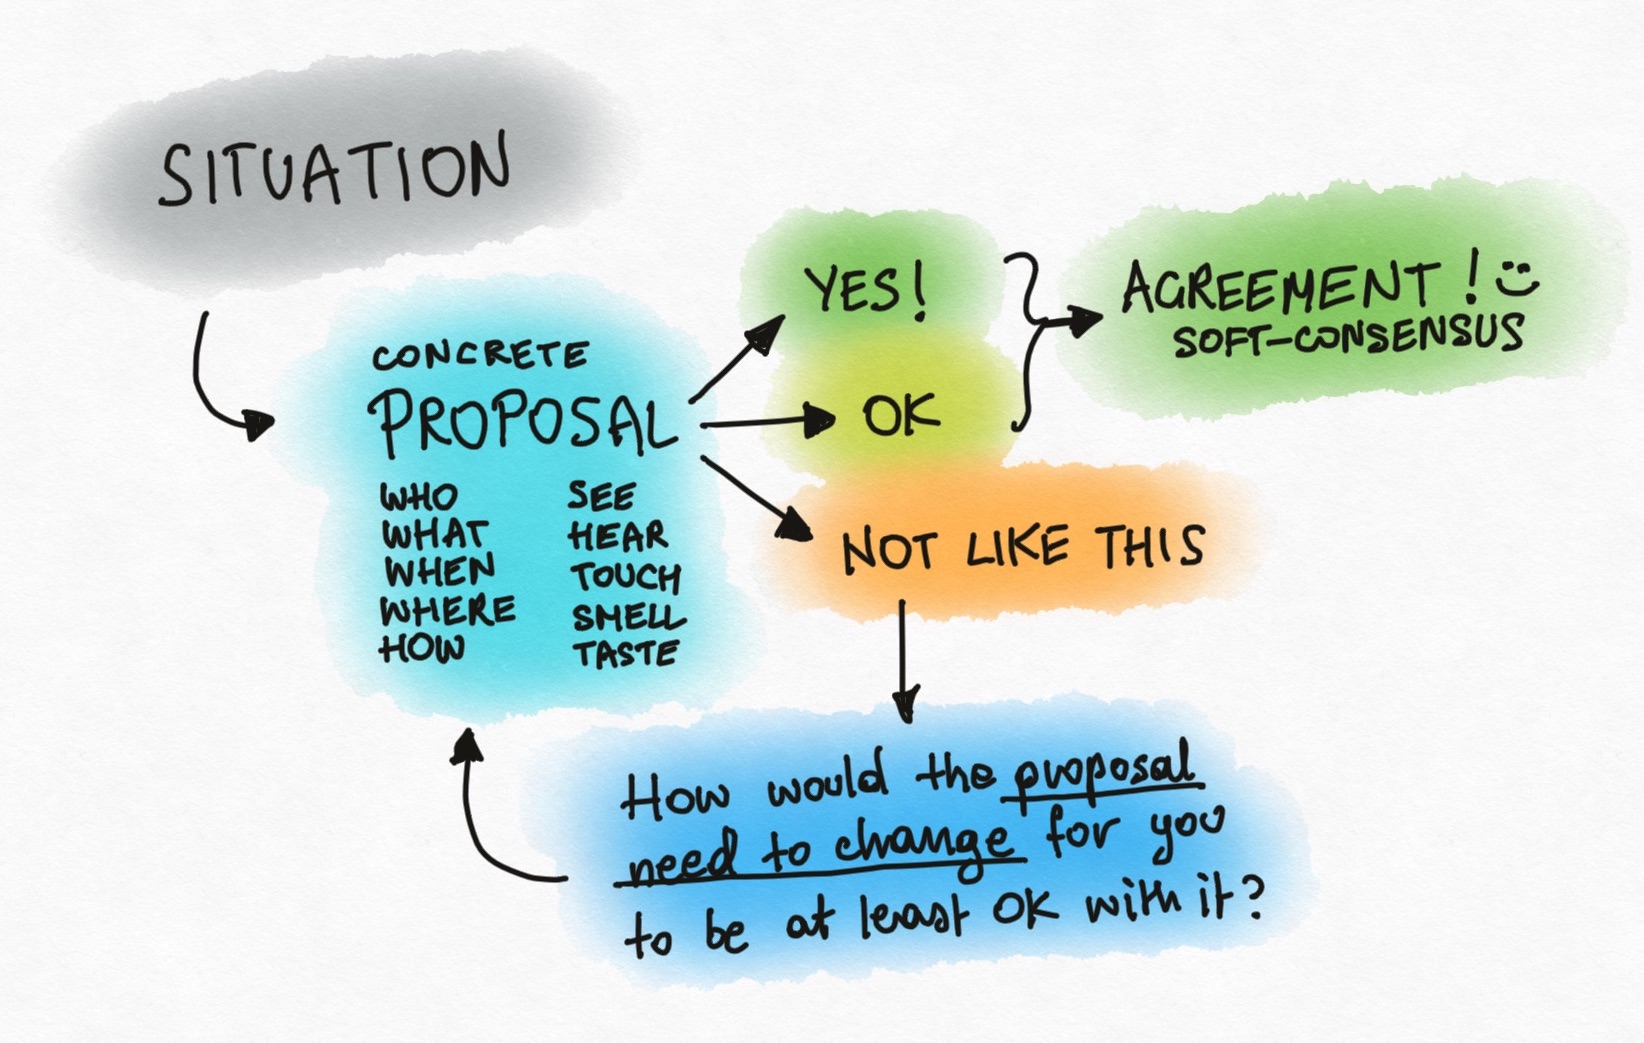 SITUATION
CONCRETE
PROPOSAL
WHO
WHAT
WHEN
WHERE
HOW
SEE
HEAR
TOUCH
SMELL
TASTE
YES!
OK
NOT LIKE THIS
AGREEMENT!
SOFT-CONSENSUS
How would the proposal
need to change for you
to be at least OK with it?